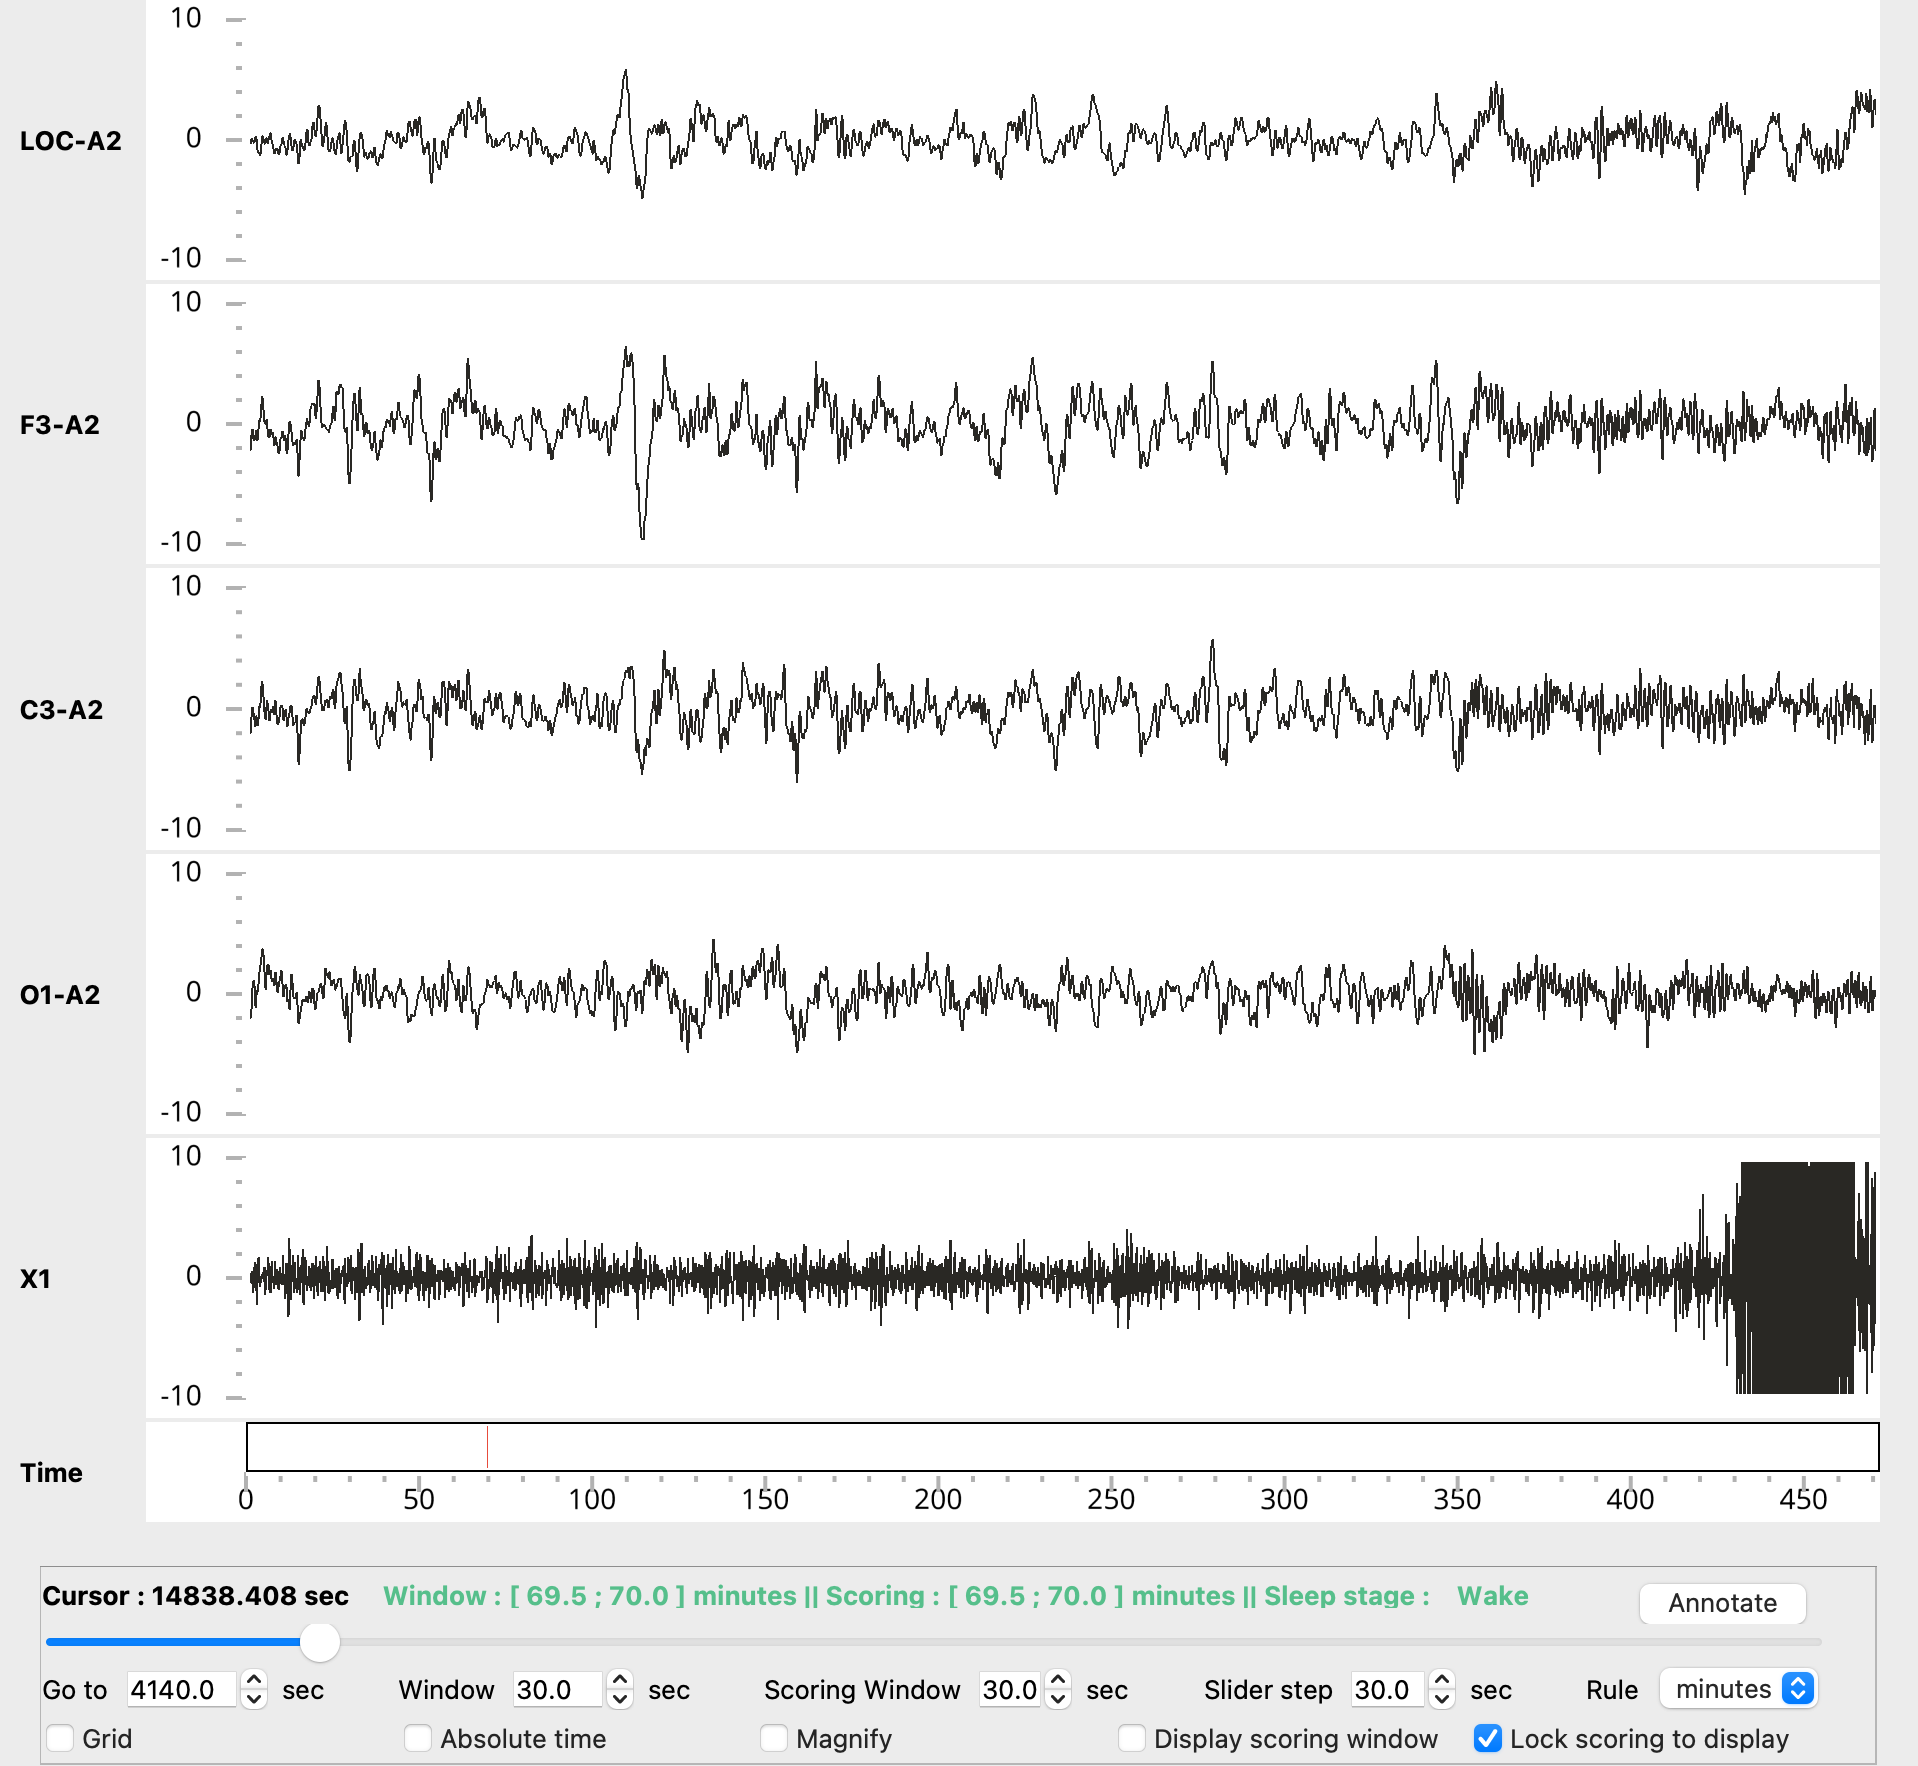 10
LOC-A2
0
-10
10
F3-A2
0
-10
10
C3-A2
0
-10
10
O1-A2
0
-10
10
X1
0
-10
Time
0 50 100 150 200 250 300 350 400 450
Cursor : 14838.408 sec Window : [ 69.5 ; 70.0 ] minutes || Scoring : [ 69.5 ; 70.0 ] minutes || Sleep stage : Wake Annotate
Go to 4140.0 sec Window 30.0 sec Scoring Window 30.0 sec Slider step 30.0 sec Rule minutes
Grid Absolute time Magnify Display scoring window Lock scoring to display